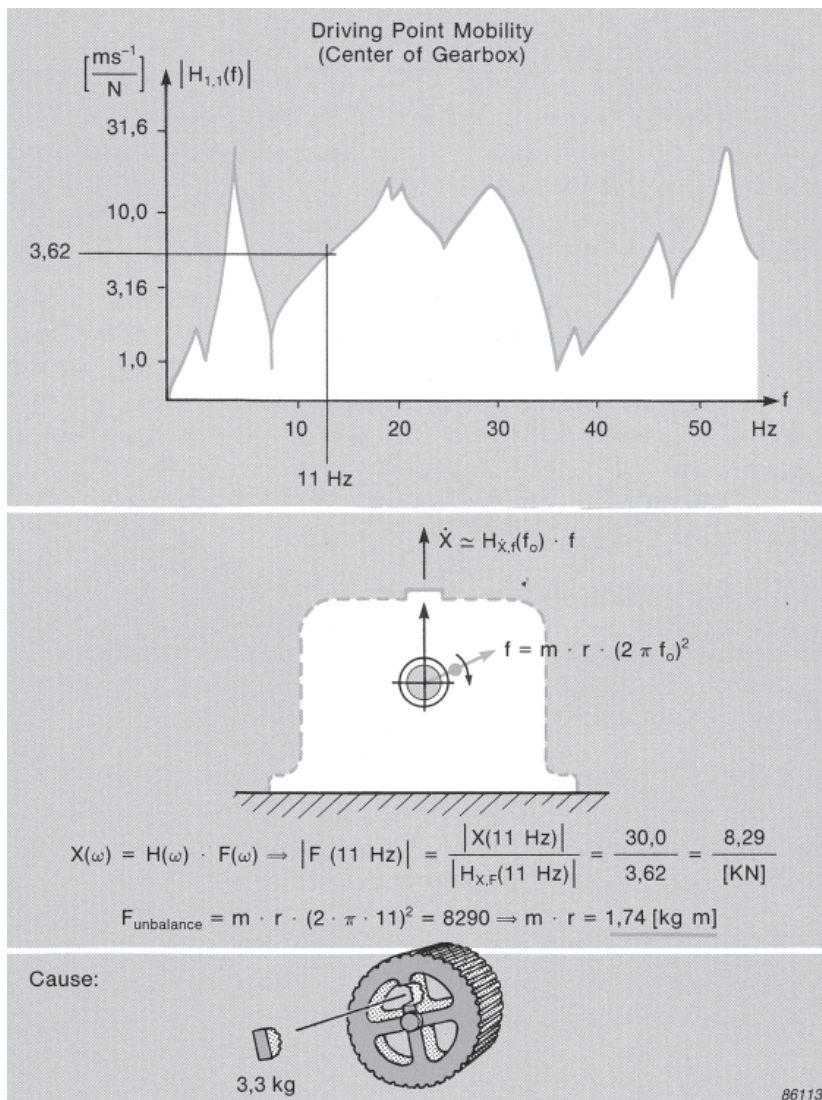 Driving Point Mobility
(Center of Gearbox)
[ms⁻¹/N] |H₁,₁(f)|
31,6
10,0
3,62
3,16
1,0
f
10 20 30 40 50 Hz
11 Hz
Ẋ ≃ H_Ẋ,f(f₀) · f
f = m · r · (2 π f₀)²
X(ω) = H(ω) · F(ω) ⇒ |F (11 Hz)| = |X(11 Hz)| / |H_X,F(11 Hz)| = 30,0 / 3,62 = 8,29 / [KN]
F_unbalance = m · r · (2 · π · 11)² = 8290 ⇒ m · r = 1,74 [kg m]
Cause:
3,3 kg
86113